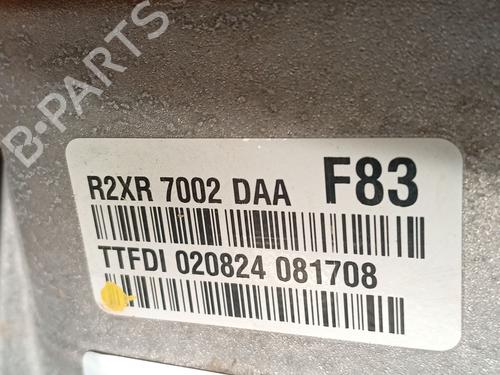 B-PARTS
R2XR 7002 DAA F83
TTFDI 020824 081708